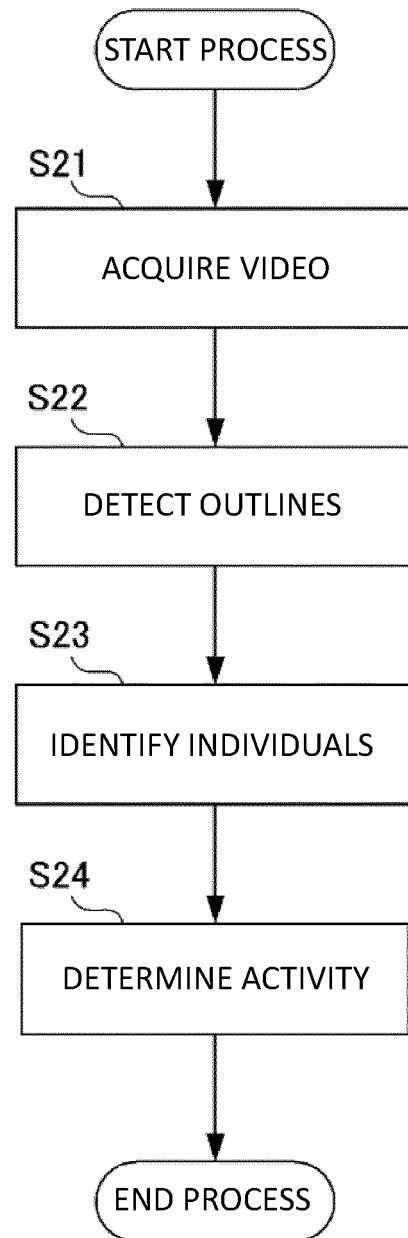 START PROCESS
S21
ACQUIRE VIDEO
S22
DETECT OUTLINES
S23
IDENTIFY INDIVIDUALS
S24
DETERMINE ACTIVITY
END PROCESS